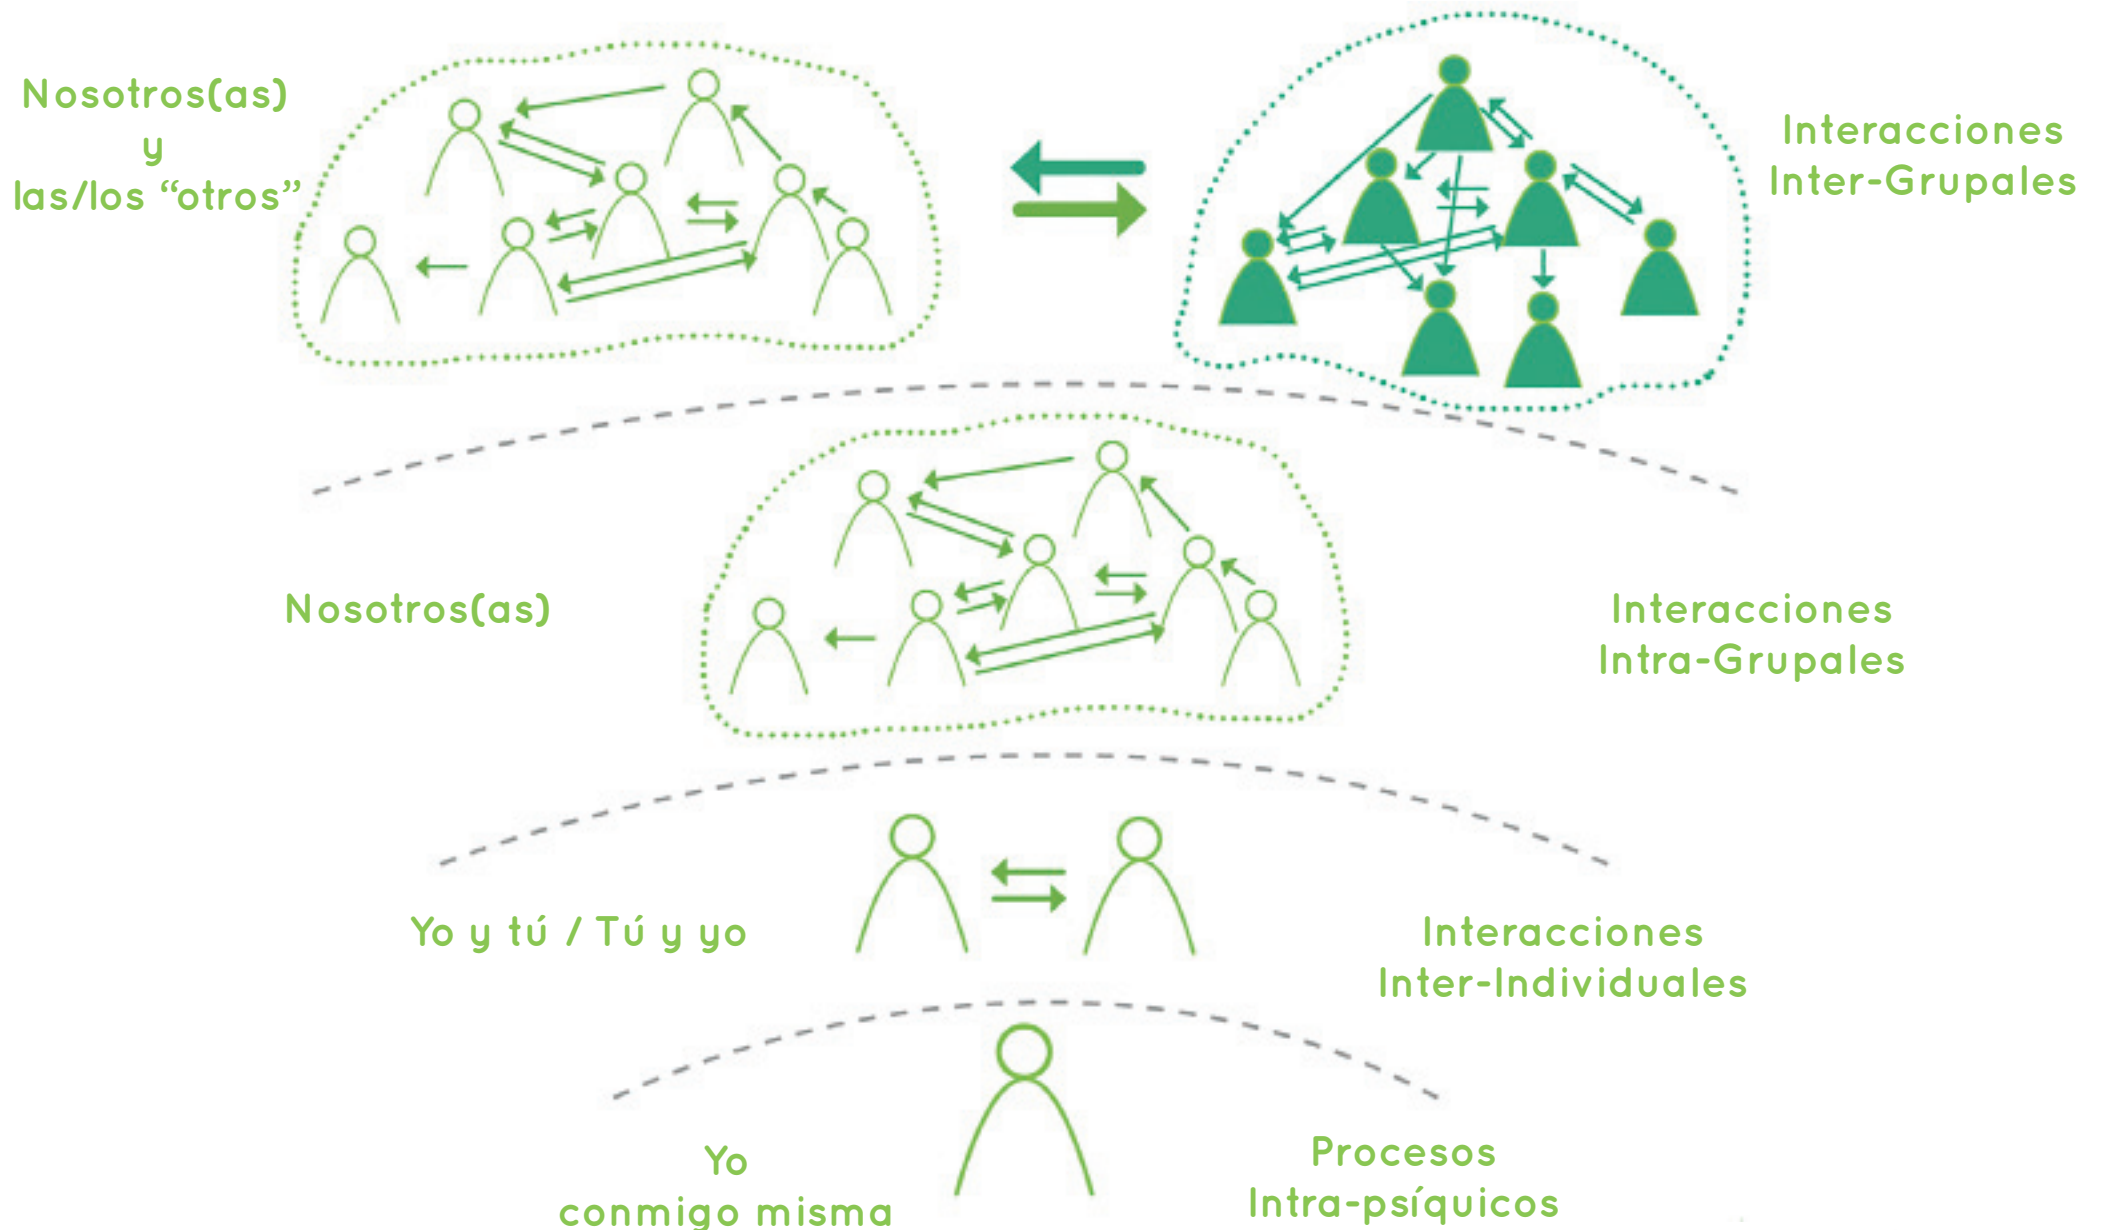 Nosotros(as)
y
las/los “otros”
Interacciones
Inter-Grupales
Nosotros(as)
Interacciones
Intra-Grupales
Yo y tú / Tú y yo
Interacciones
Inter-Individuales
Yo
conmigo misma
Procesos
Intra-psíquicos